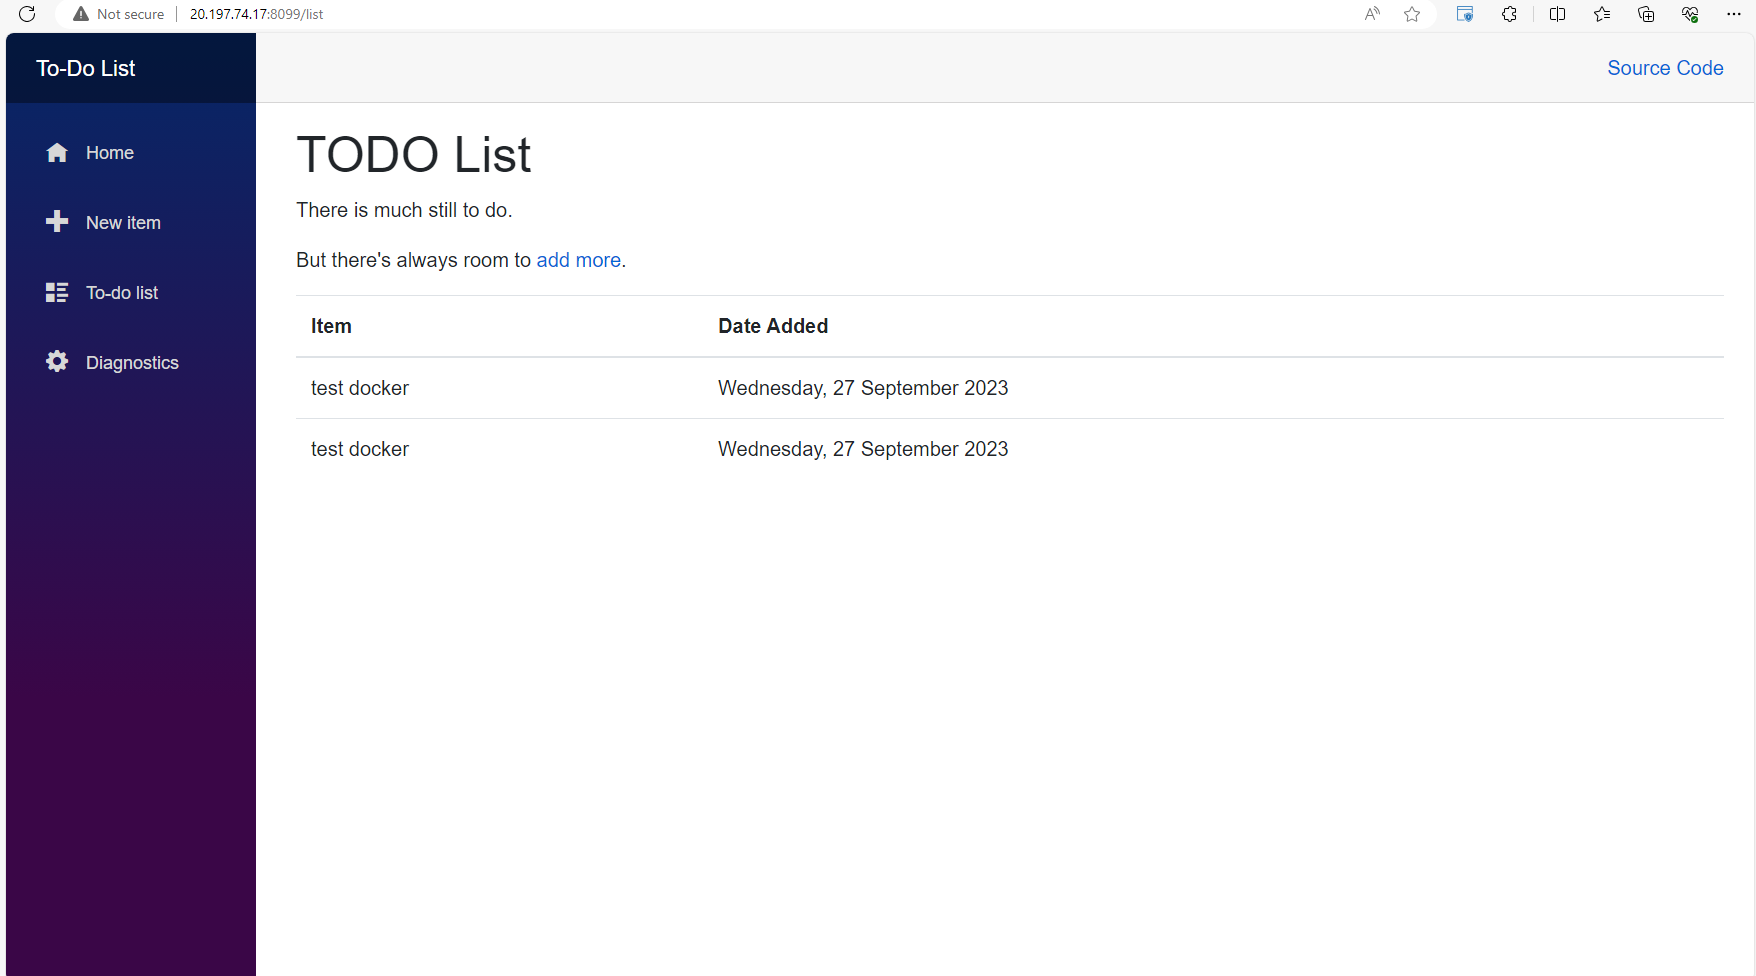 Not secure 20.197.74.17:8099/list
To-Do List
Source Code
Home
New item
To-do list
Diagnostics
TODO List
There is much still to do.
But there's always room to add more.
Item Date Added
test docker Wednesday, 27 September 2023
test docker Wednesday, 27 September 2023